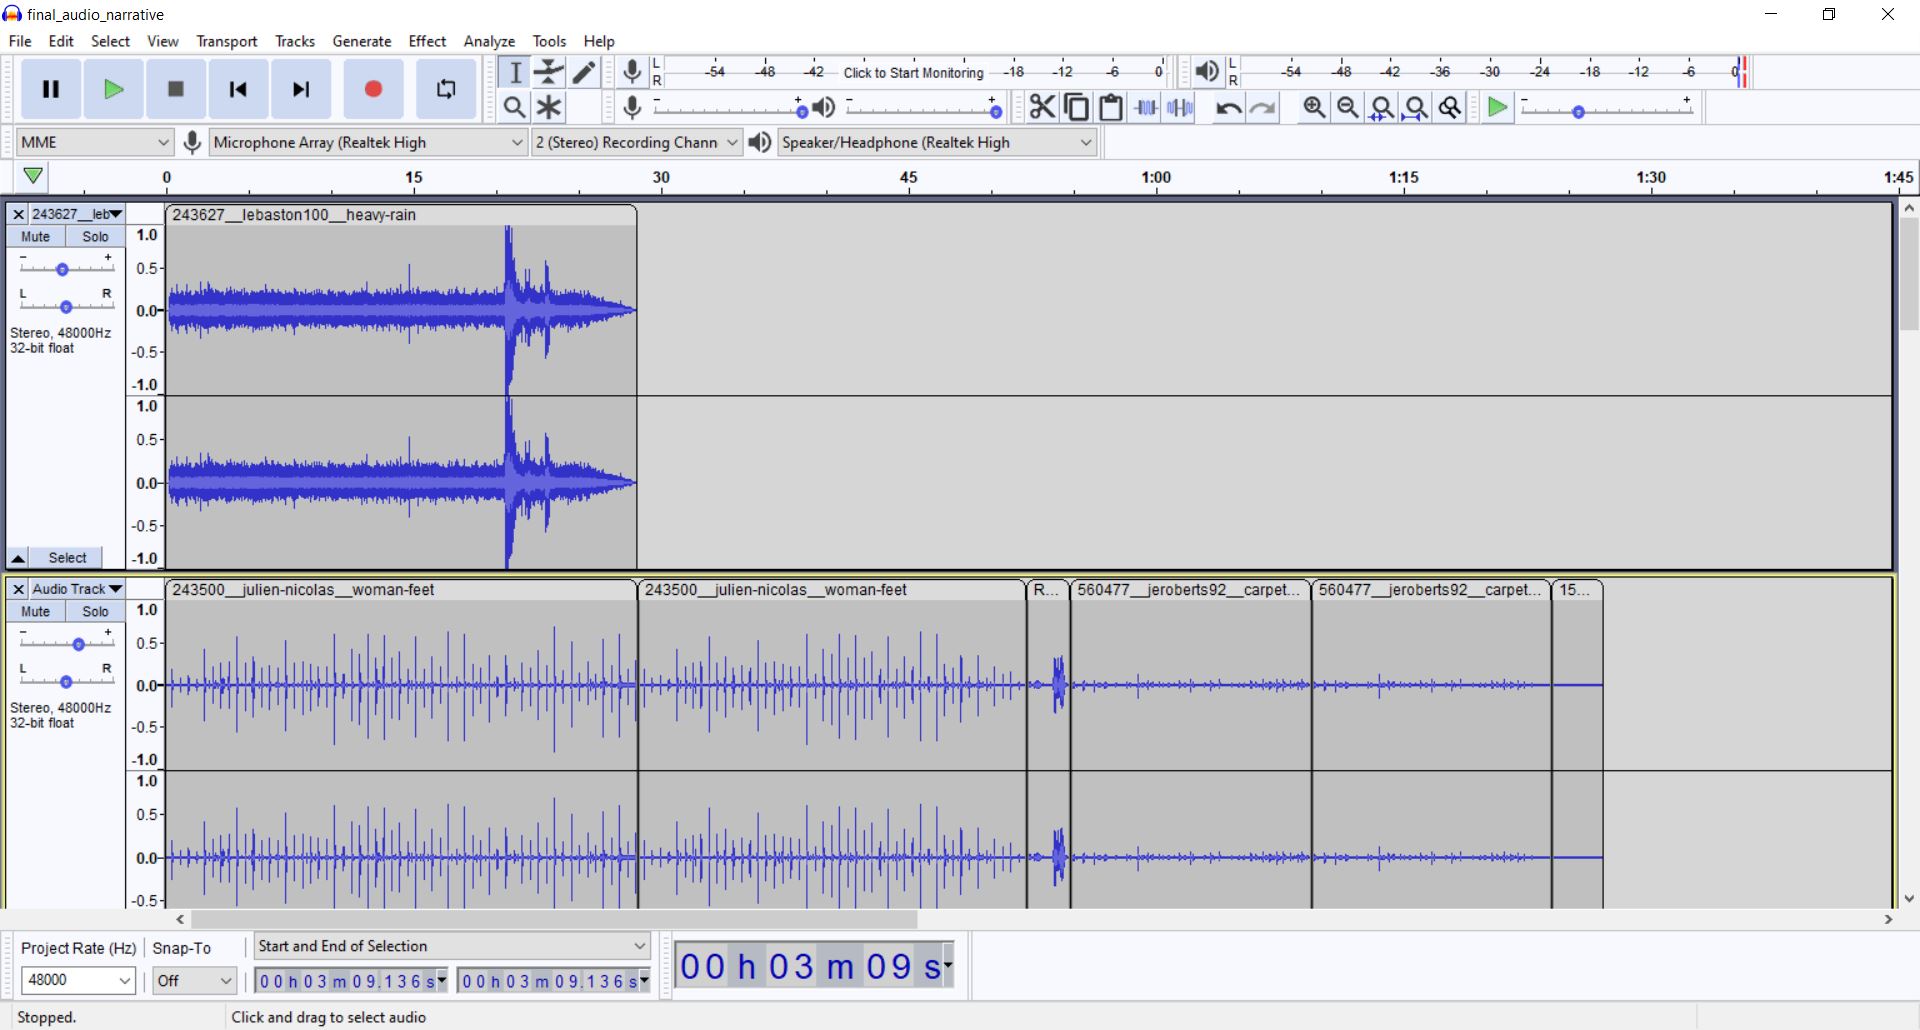 final_audio_narrative
File Edit Select View Transport Tracks Generate Effect Analyze Tools Help
L R -54 -48 -42 Click to Start Monitoring -18 -12 -6 0
L R -54 -48 -42 -36 -30 -24 -18 -12 -6 0
- + - + - +
MME Microphone Array (Realtek High 2 (Stereo) Recording Chann Speaker/Headphone (Realtek High
0 15 30 45 1:00 1:15 1:30 1:45
243627__leb 243627__lebaston100__heavy-rain
Mute Solo
- +
L R
Stereo, 48000Hz
32-bit float
1.0
0.5-
0.0-
-0.5-
-1.0
1.0
0.5-
0.0-
-0.5-
-1.0
Select
Audio Track 243500__julien-nicolas__woman-feet 243500__julien-nicolas__woman-feet R... 560477__jeroberts92__carpet... 560477__jeroberts92__carpet... 15...
Mute Solo
- +
L R
Stereo, 48000Hz
32-bit float
1.0
0.5-
0.0-
-0.5-
-1.0
1.0
0.5-
0.0-
-0.5-
Project Rate (Hz) Snap-To Start and End of Selection
48000 Off 00 h 03 m 09.136 s 00 h 03 m 09.136 s
00 h 03 m 09 s
Stopped. Click and drag to select audio